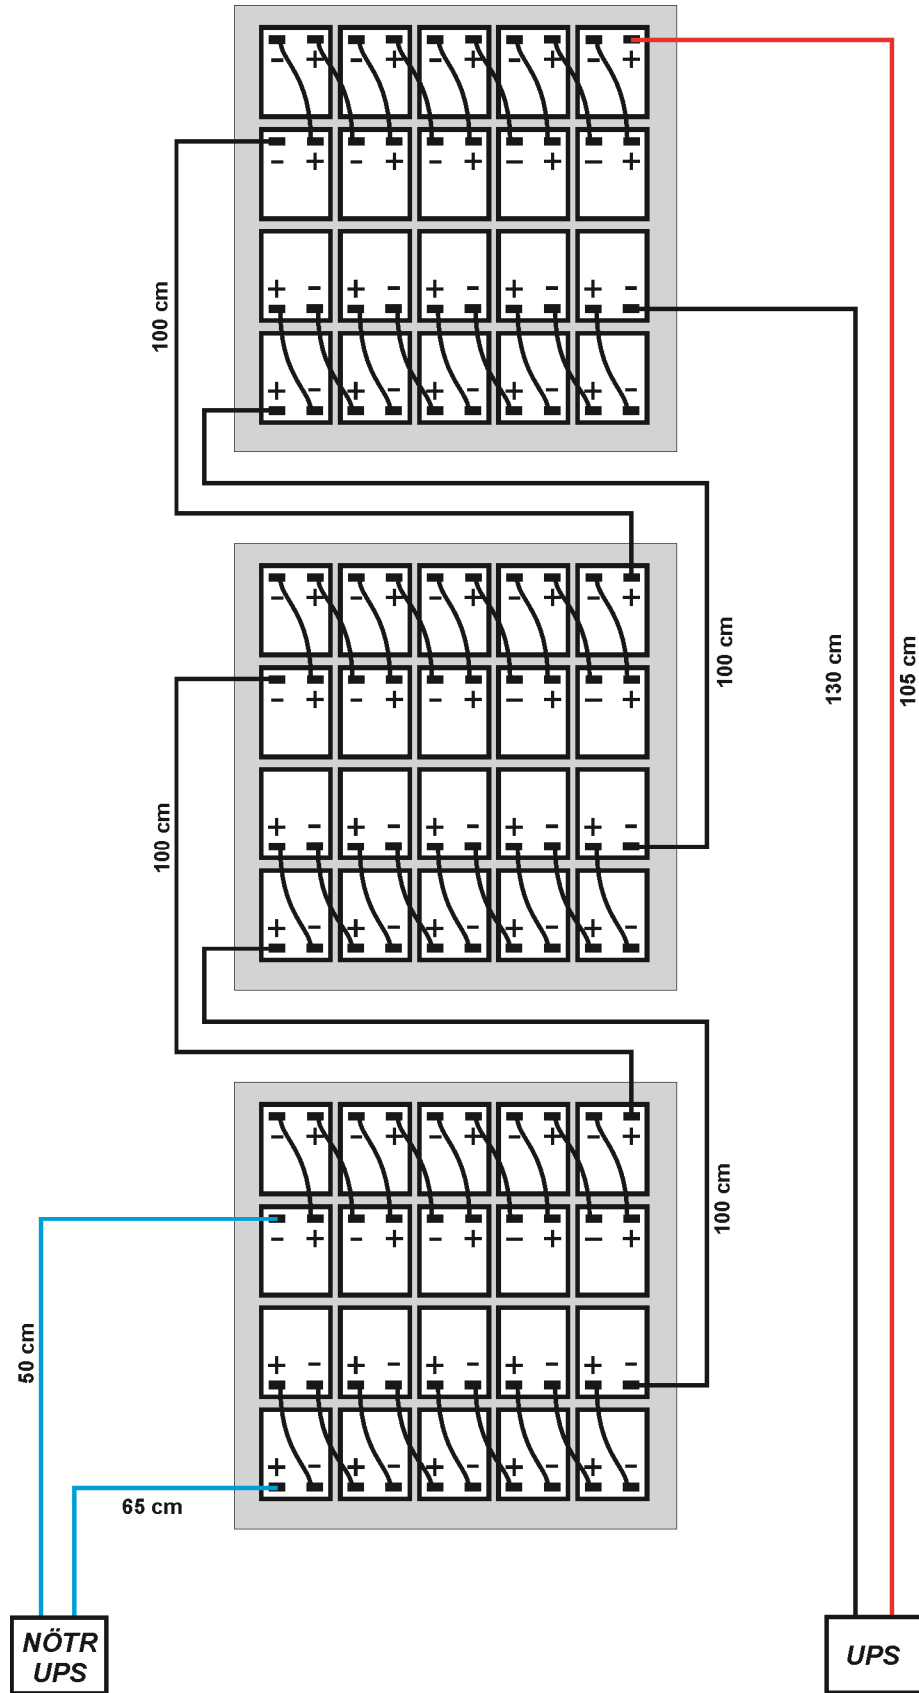 − + − + − + − + − +
− + − + − + − + − +
100 cm
+ − + − + − + − + −
+ − + − + − + − + −
− + − + − + − + − +
100 cm
130 cm
105 cm
− + − + − + − + − +
100 cm
+ − + − + − + − + −
+ − + − + − + − + −
− + − + − + − + − +
100 cm
− + − + − + − + − +
50 cm
+ − + − + − + − + −
+ − + − + − + − + −
65 cm
NÖTR
UPS
UPS